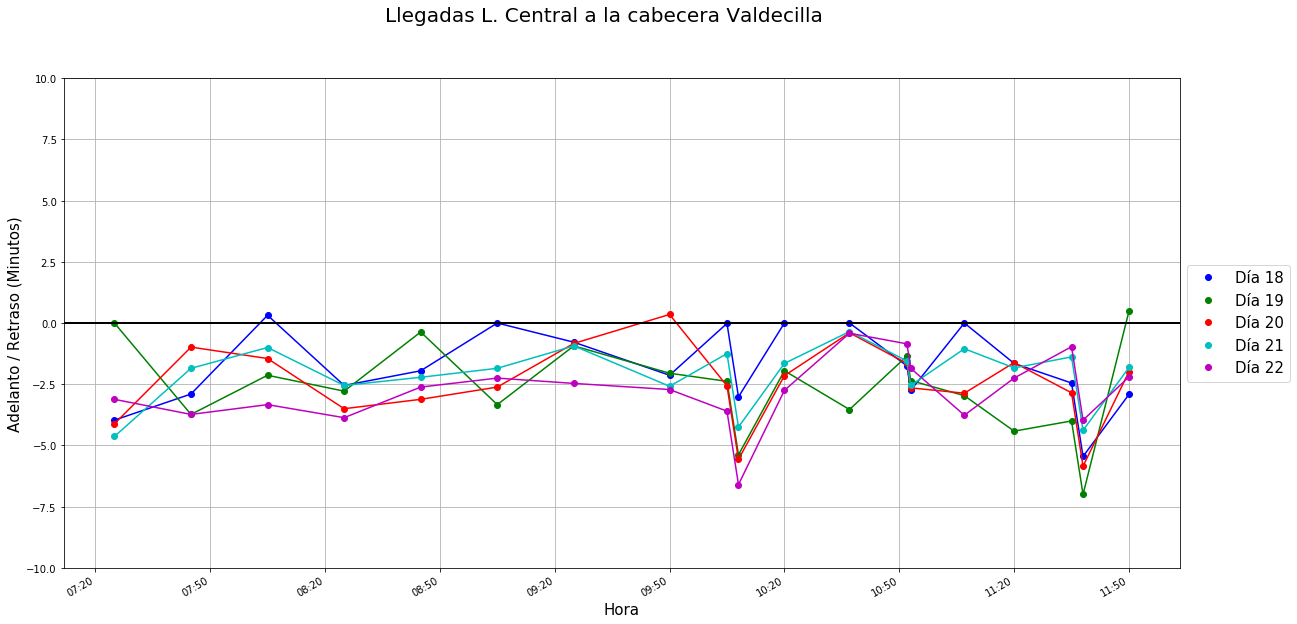 Llegadas L. Central a la cabecera Valdecilla
Adelanto / Retraso (Minutos)
10.0
7.5
5.0
2.5
0.0
−2.5
−5.0
−7.5
−10.0
07:20
07:50
08:20
08:50
09:20
09:50
10:20
10:50
11:20
11:50
Hora
Día 18
Día 19
Día 20
Día 21
Día 22